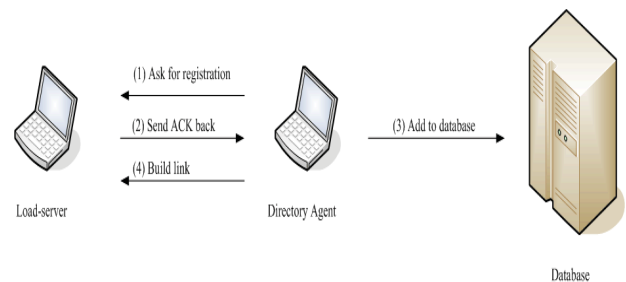 (1) Ask for registration
(2) Send ACK back
(3) Add to database
(4) Build link
Load-server
Directory Agent
Database